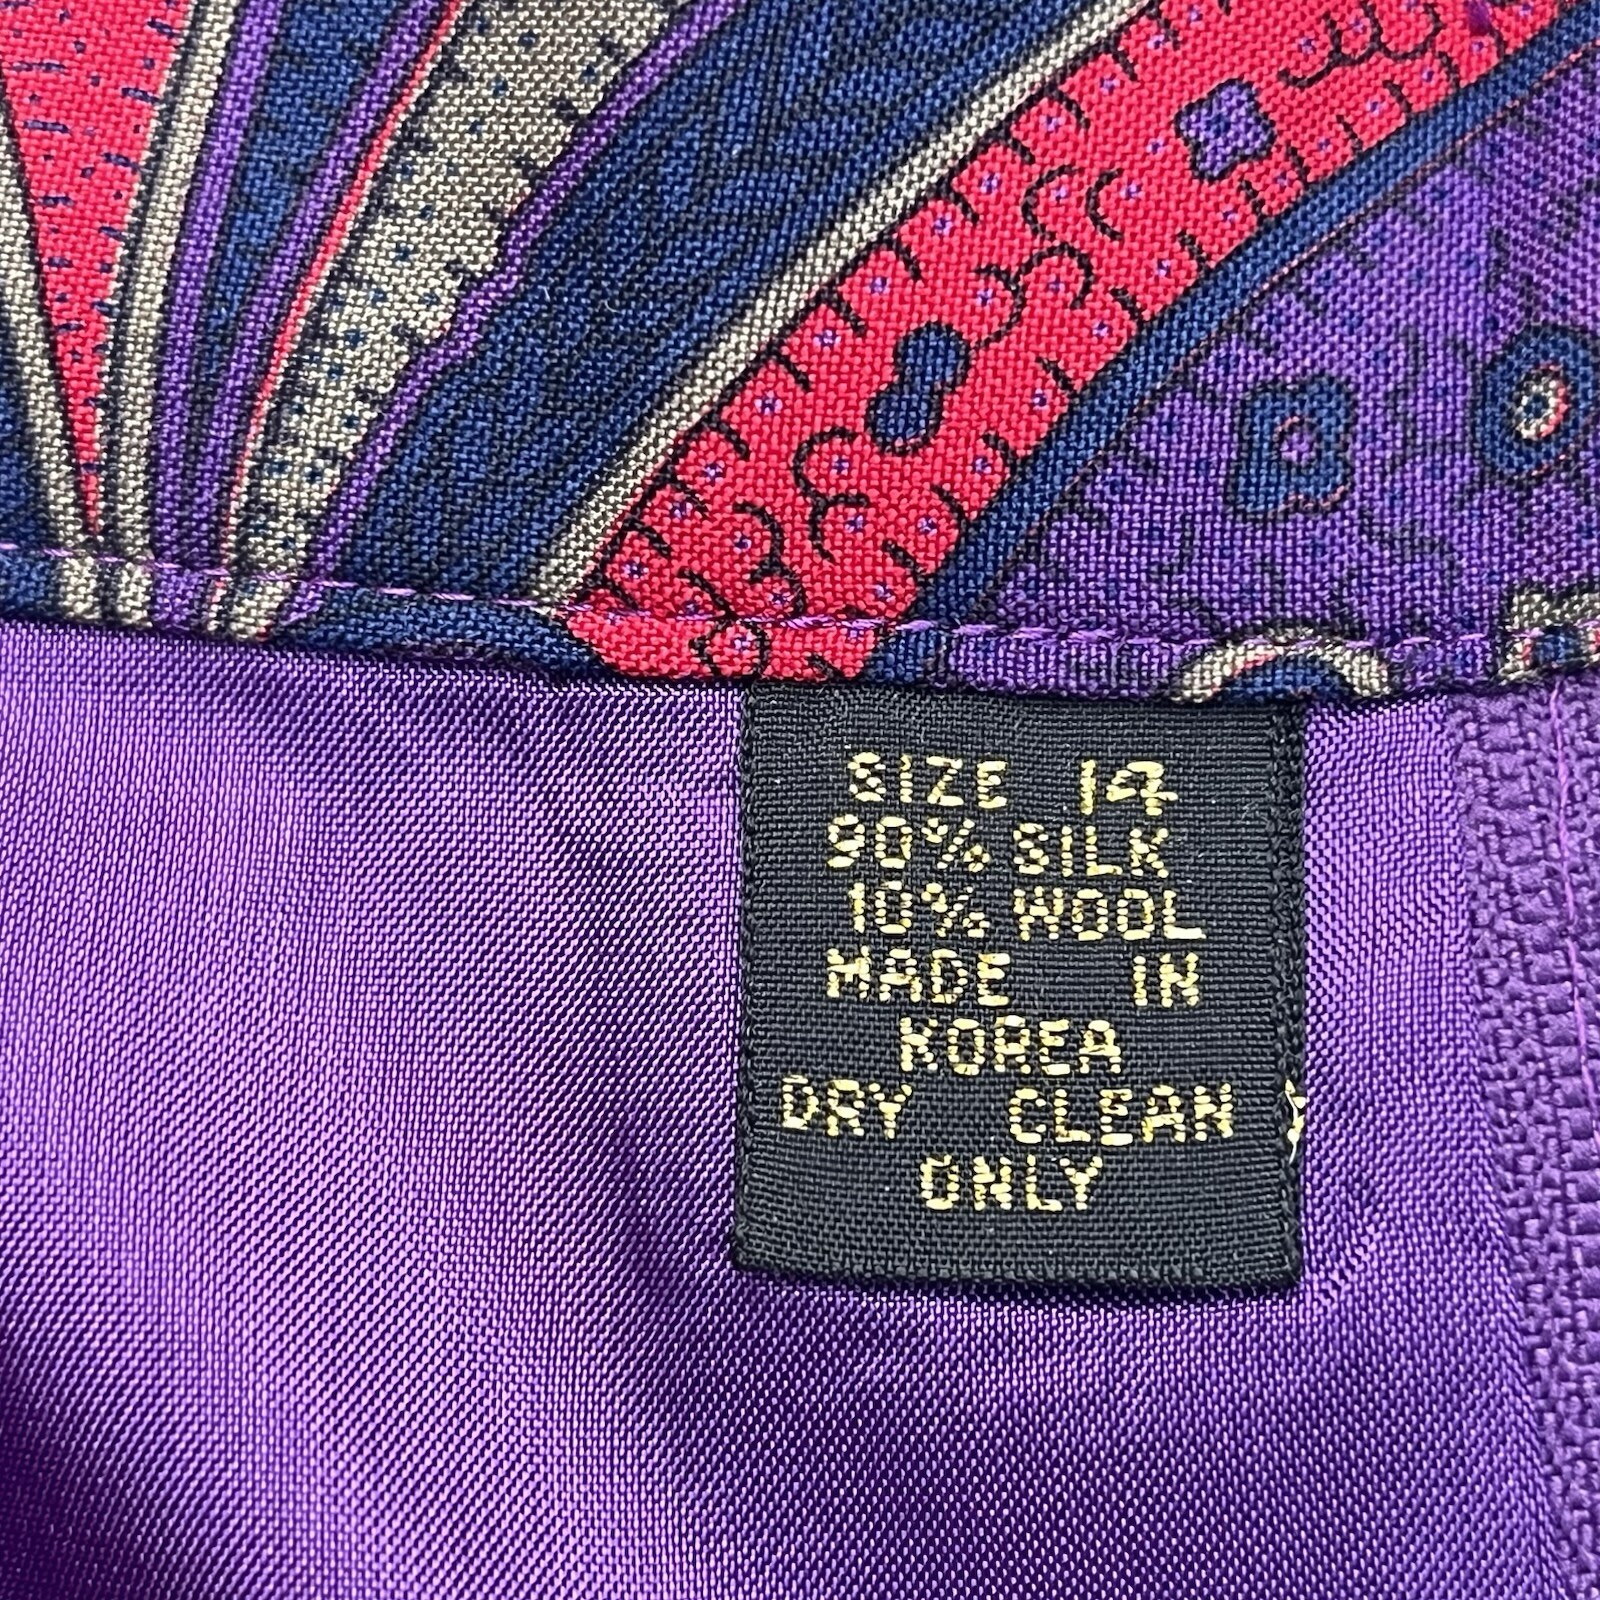 SIZE 14
90% SILK
10% WOOL
MADE IN
KOREA
DRY CLEAN
ONLY